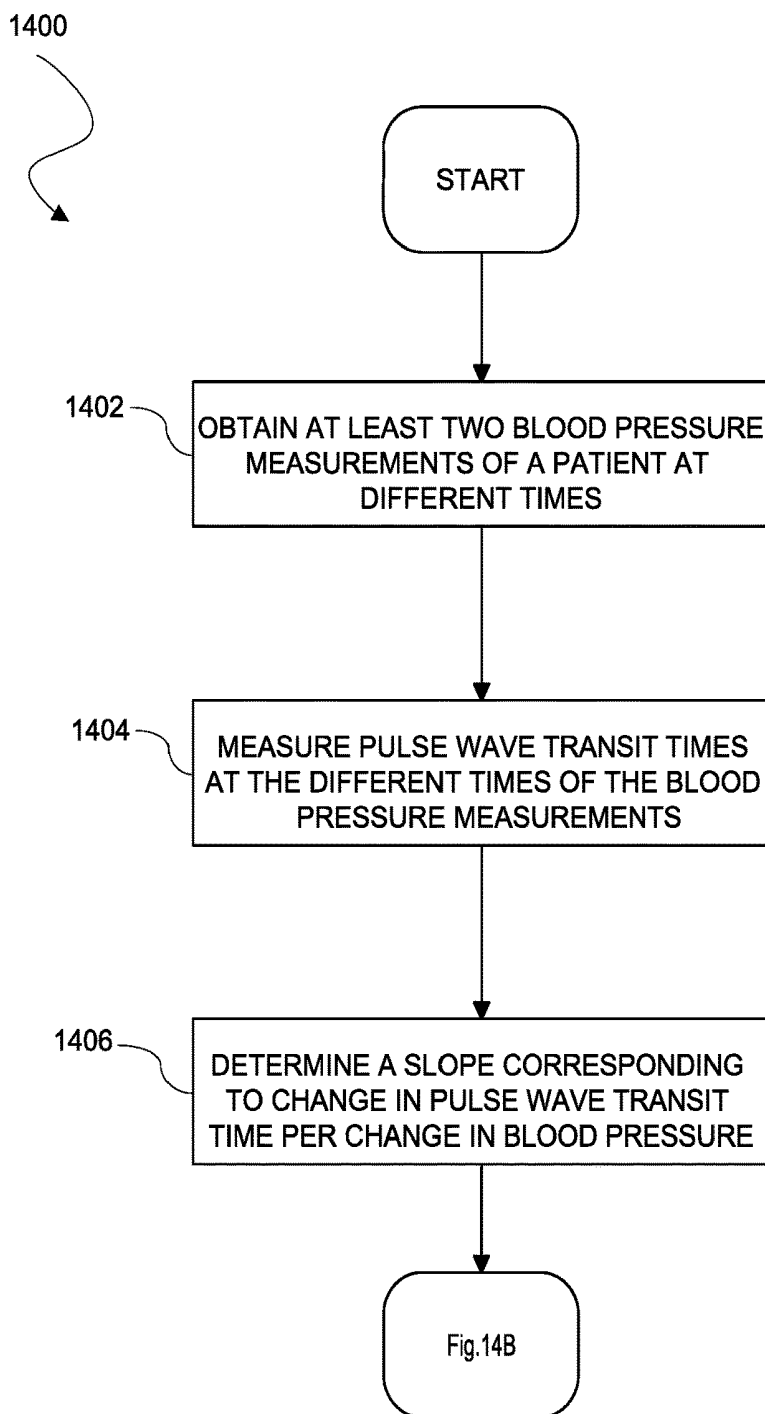 1400
START
1402
OBTAIN AT LEAST TWO BLOOD PRESSURE
MEASUREMENTS OF A PATIENT AT
DIFFERENT TIMES
1404
MEASURE PULSE WAVE TRANSIT TIMES
AT THE DIFFERENT TIMES OF THE BLOOD
PRESSURE MEASUREMENTS
1406
DETERMINE A SLOPE CORRESPONDING
TO CHANGE IN PULSE WAVE TRANSIT
TIME PER CHANGE IN BLOOD PRESSURE
Fig.14B